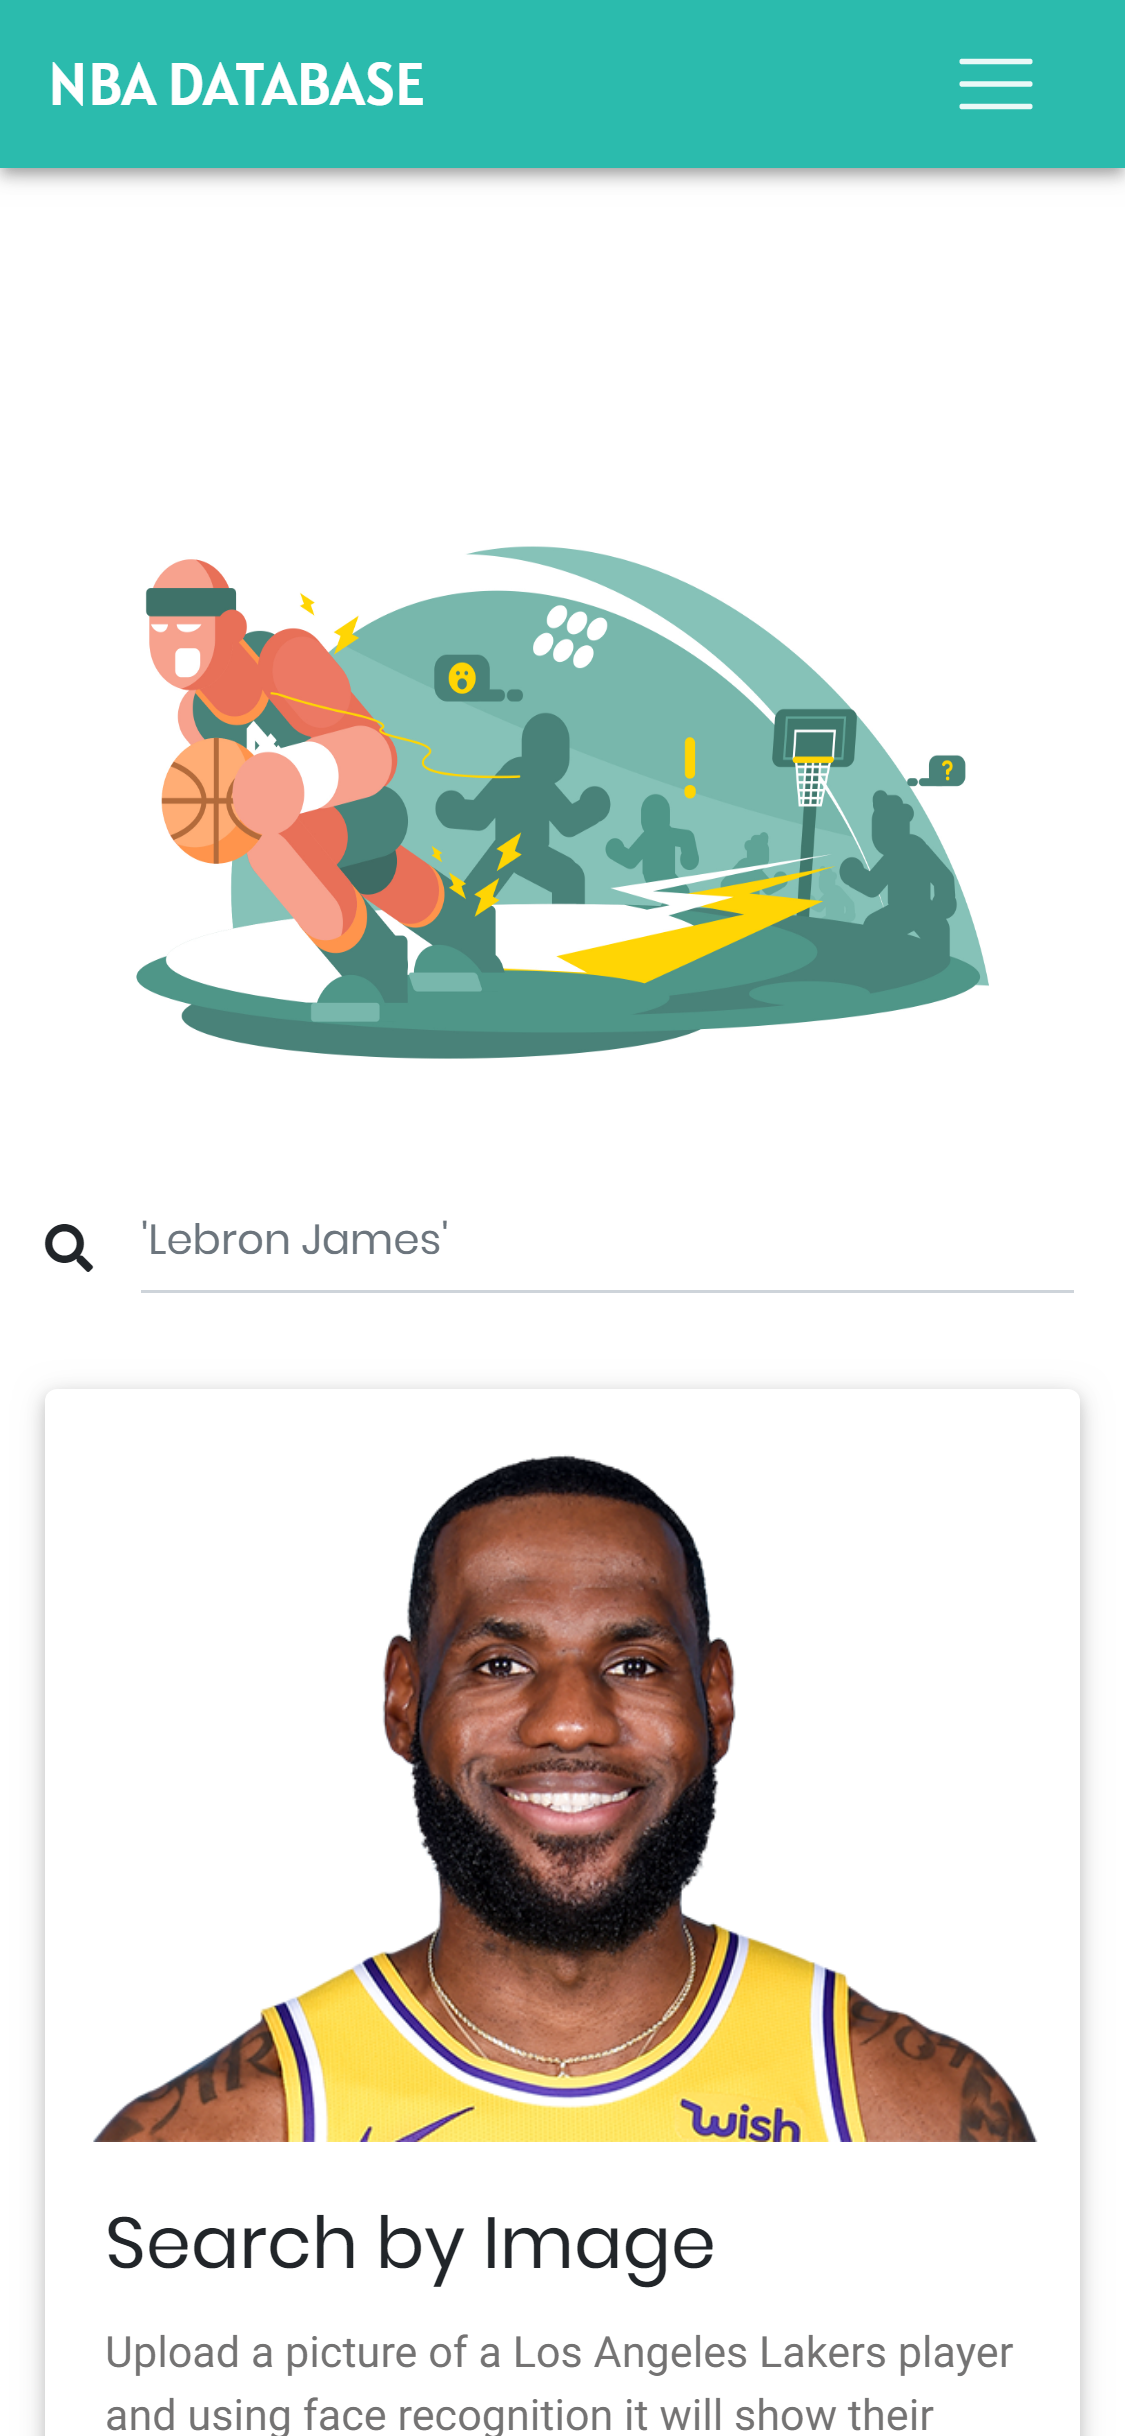 NBA DATABASE
?
'Lebron James'
wish
Search by Image
Upload a picture of a Los Angeles Lakers player
and using face recognition it will show their